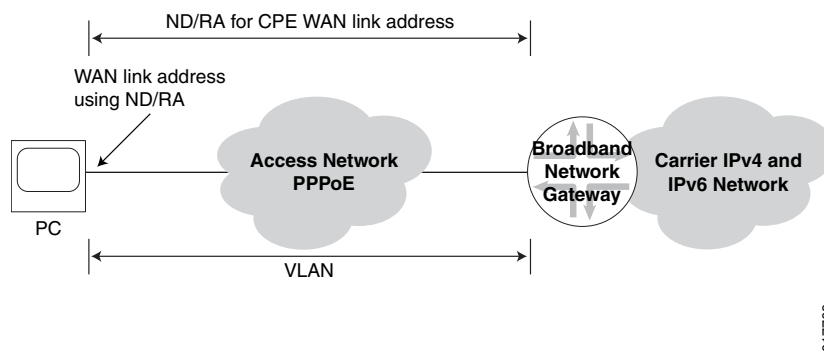 ND/RA for CPE WAN link address
WAN link address
using ND/RA
Access Network
PPPoE
Broadband
Network
Gateway
Carrier IPv4 and
IPv6 Network
PC
VLAN